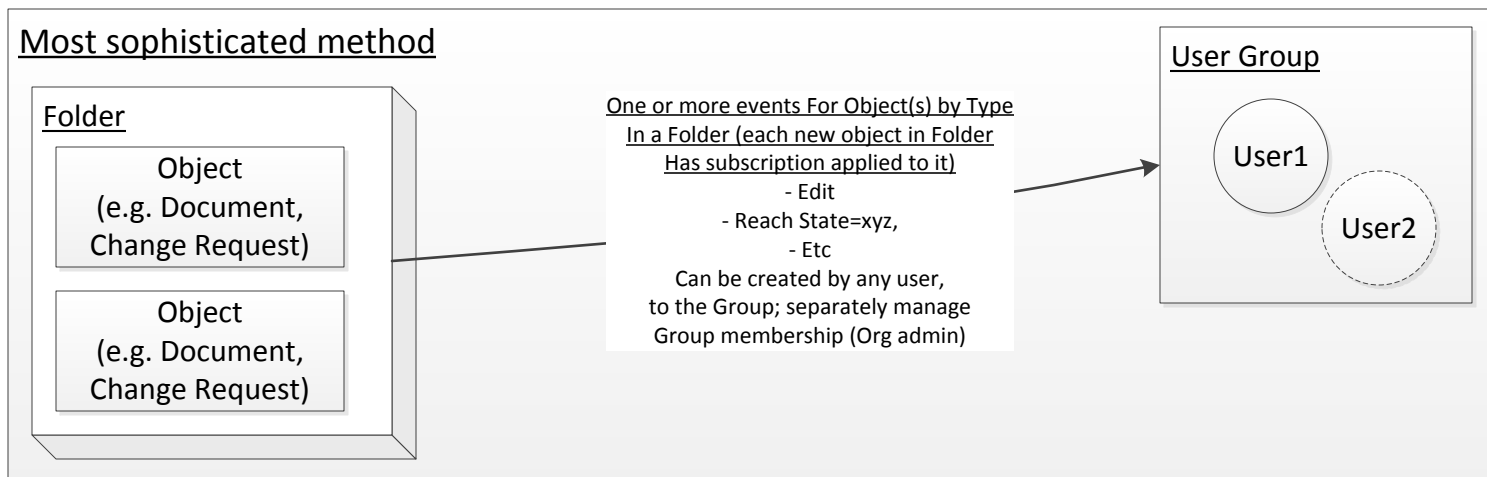 Most sophisticated method
Folder
Object
(e.g. Document,
Change Request)
Object
(e.g. Document,
Change Request)
One or more events For Object(s) by Type
In a Folder (each new object in Folder
Has subscription applied to it)
- Edit
- Reach State=xyz,
- Etc
Can be created by any user,
to the Group; separately manage
Group membership (Org admin)
User Group
User1
User2